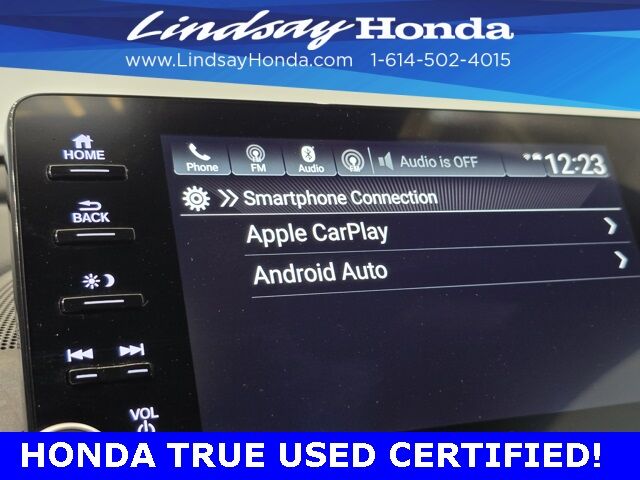 Lindsay Honda
www.LindsayHonda.com 1-614-502-4015
HOME
Phone
FM
Audio
FM
Audio is OFF
12:23
Smartphone Connection
BACK
Apple CarPlay
Android Auto
VOL
HONDA TRUE USED CERTIFIED!